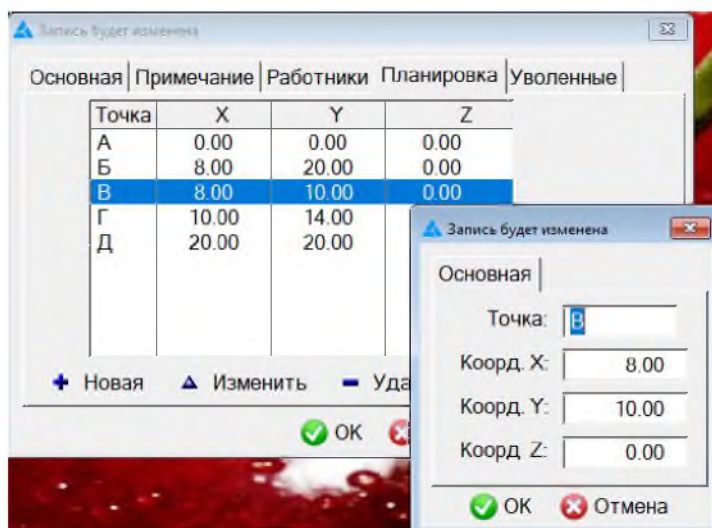 Запись будет изменена
Основная Примечание Работники Планировка Уволенные
Точка X Y Z
А 0.00 0.00 0.00
Б 8.00 20.00 0.00
В 8.00 10.00 0.00
Г 10.00 14.00
Д 20.00 20.00
Новая Изменить Уда
OK
Запись будет изменена
Основная
Точка: В
Коорд. X: 8.00
Коорд. Y: 10.00
Коорд Z: 0.00
OK Отмена